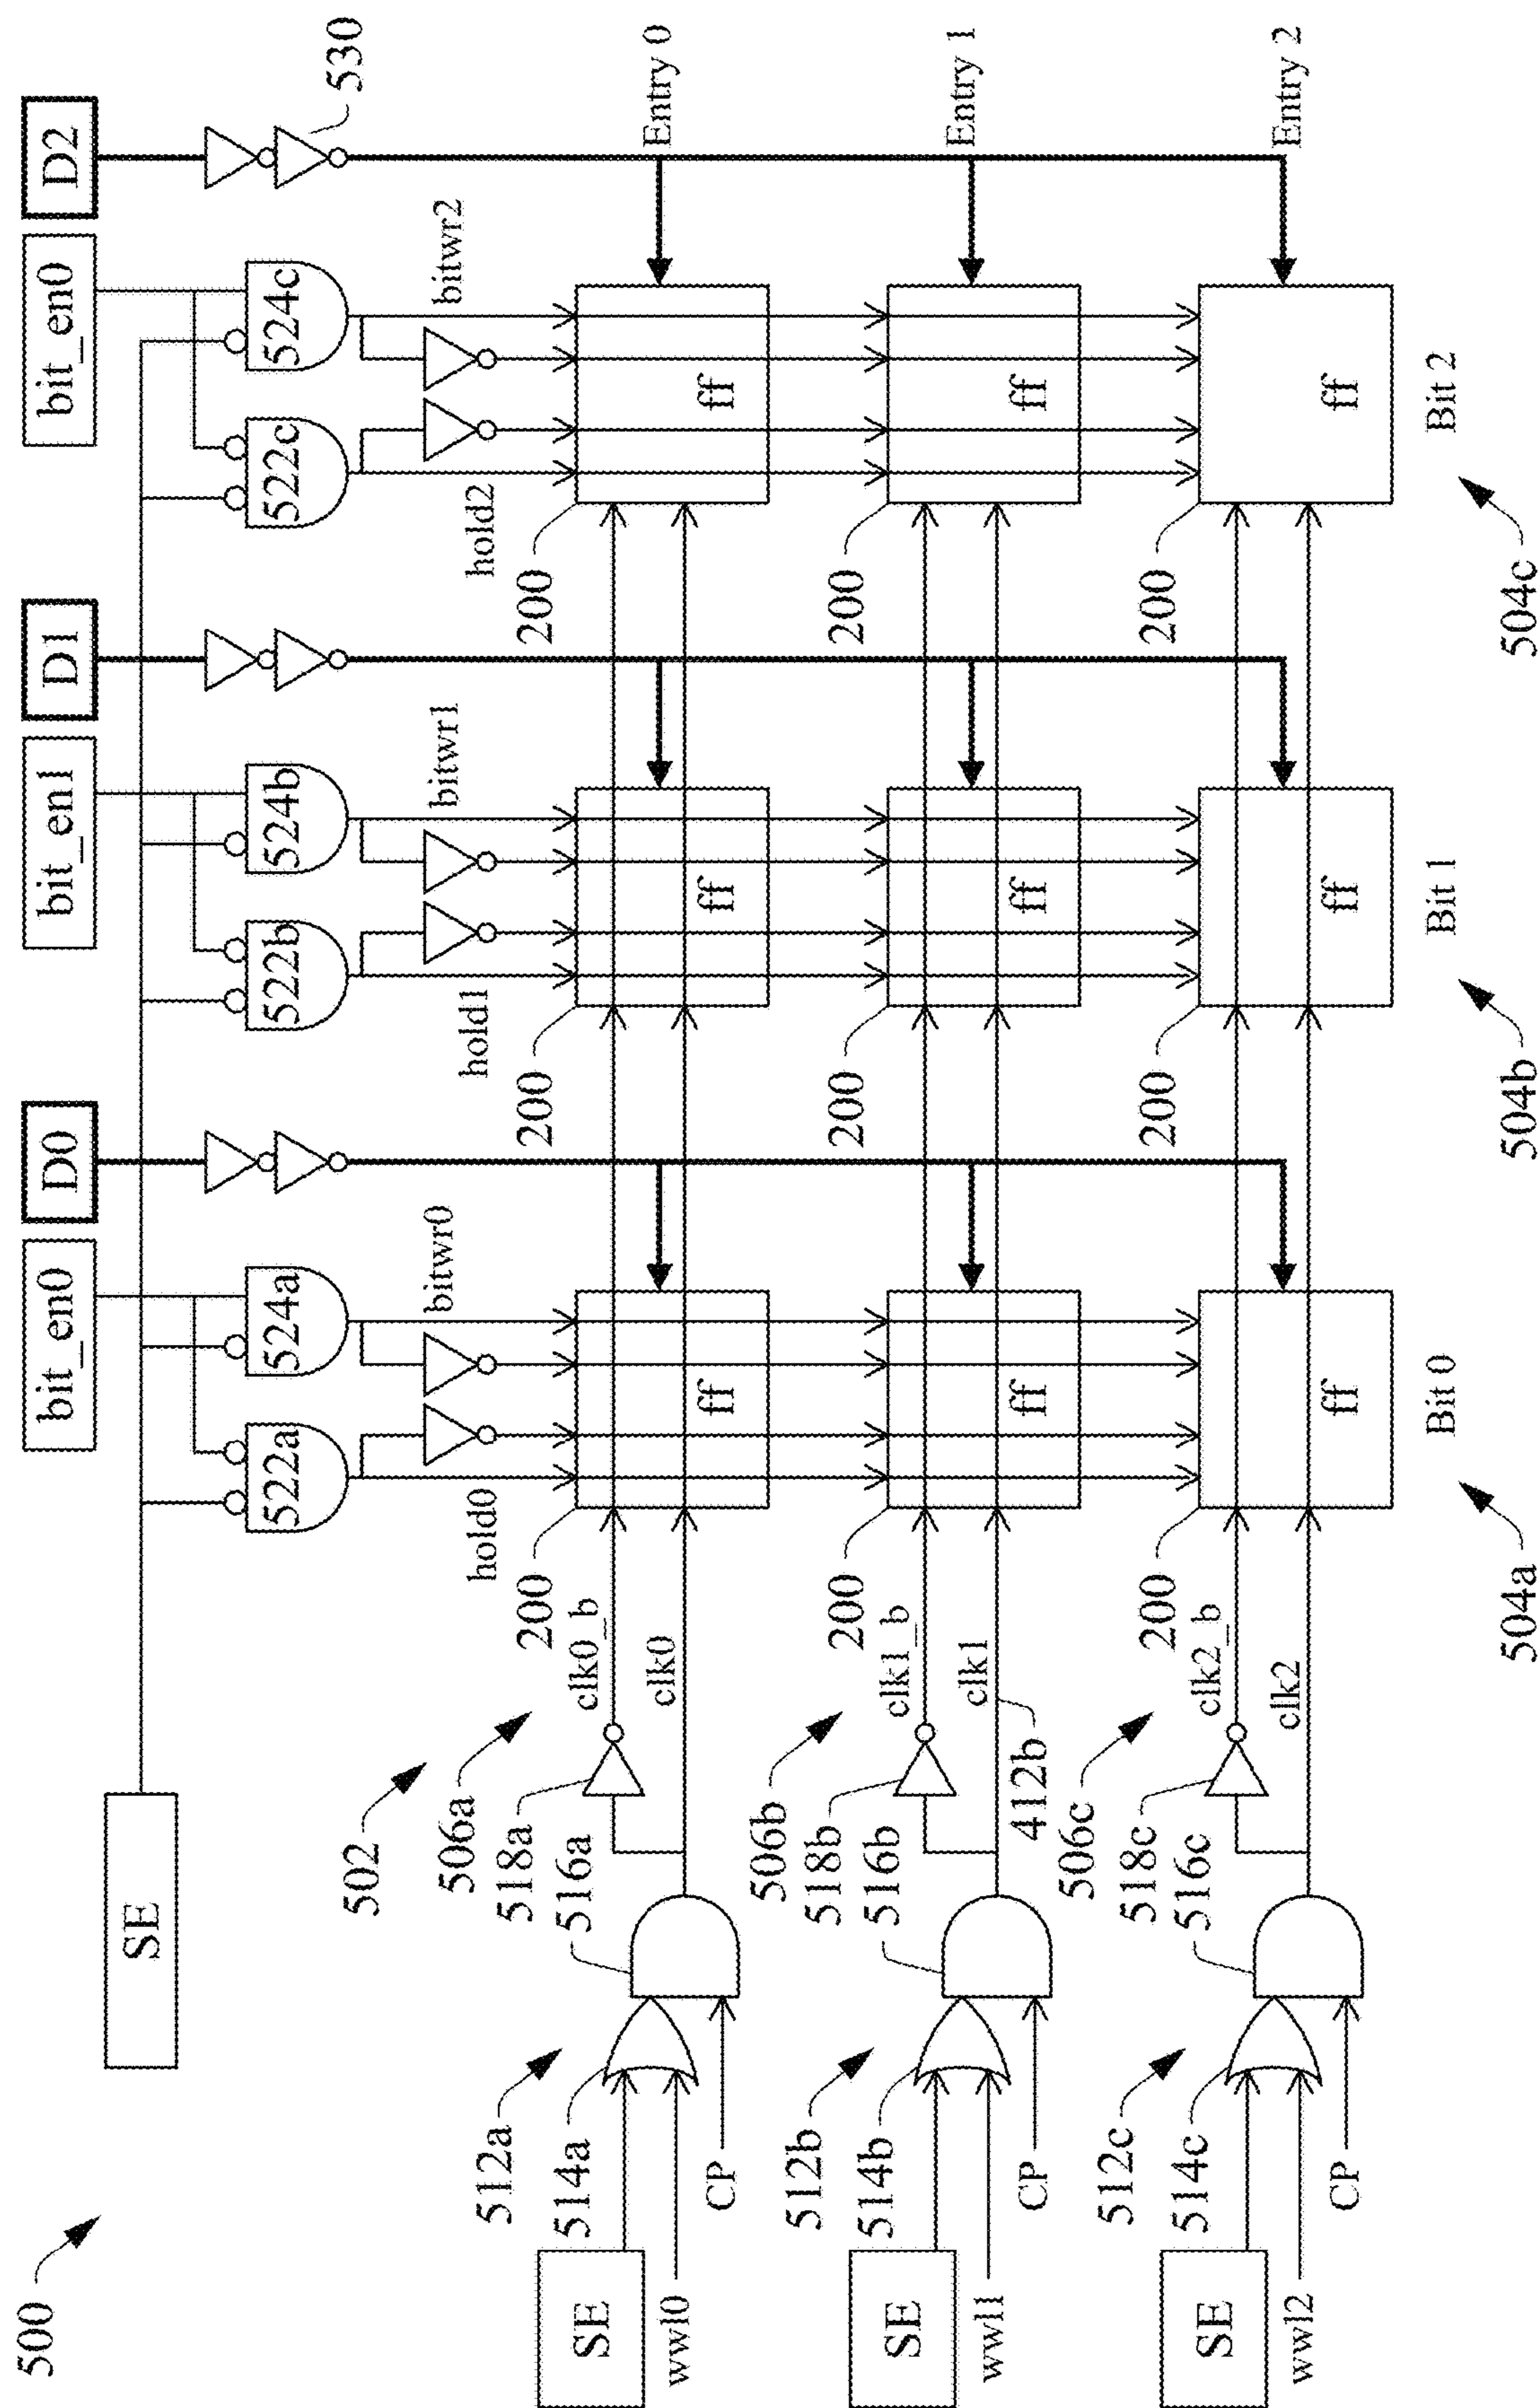 500
SE
bit_en0
D0
bit_en1
D1
bit_en0
D2
522a
524a
522b
524b
522c
524c
530
502
hold0
bitwr0
hold1
bitwr1
hold2
bitwr2
512a
514a
516a
518a
506a
clk0_b
clk0
SE
wwl0
CP
200
ff
200
ff
200
ff
Entry 0
512b
514b
516b
518b
506b
clk1_b
clk1
412b
SE
wwl1
CP
200
ff
200
ff
200
ff
Entry 1
512c
514c
516c
518c
506c
clk2_b
clk2
SE
wwl2
CP
200
ff
200
ff
200
ff
Entry 2
Bit 0
Bit 1
Bit 2
504a
504b
504c